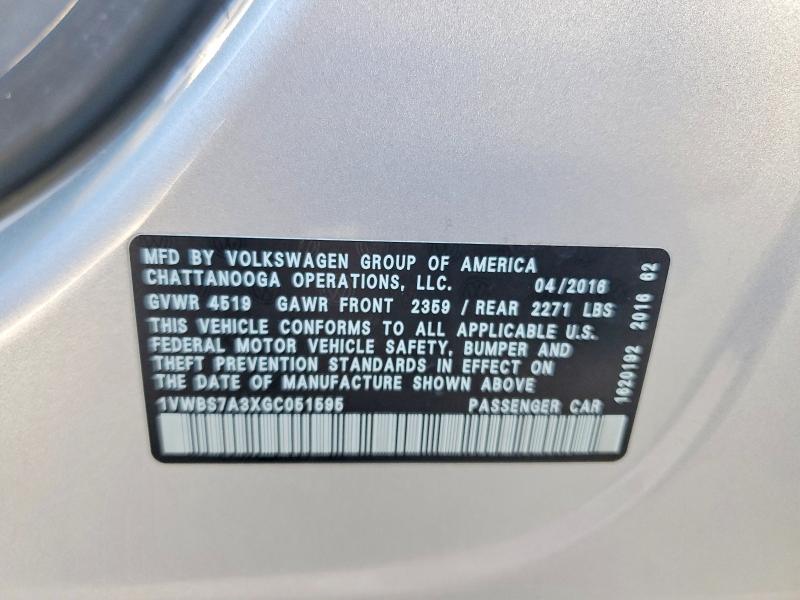 MFD BY VOLKSWAGEN GROUP OF AMERICA
CHATTANOOGA OPERATIONS, LLC. 04/2016
GVWR 4519 GAWR FRONT 2359 / REAR 2271 LBS
THIS VEHICLE CONFORMS TO ALL APPLICABLE U.S.
FEDERAL MOTOR VEHICLE SAFETY, BUMPER AND
THEFT PREVENTION STANDARDS IN EFFECT ON
THE DATE OF MANUFACTURE SHOWN ABOVE
1VWBS7A3XGC051595 PASSENGER CAR
1620192 2016 62